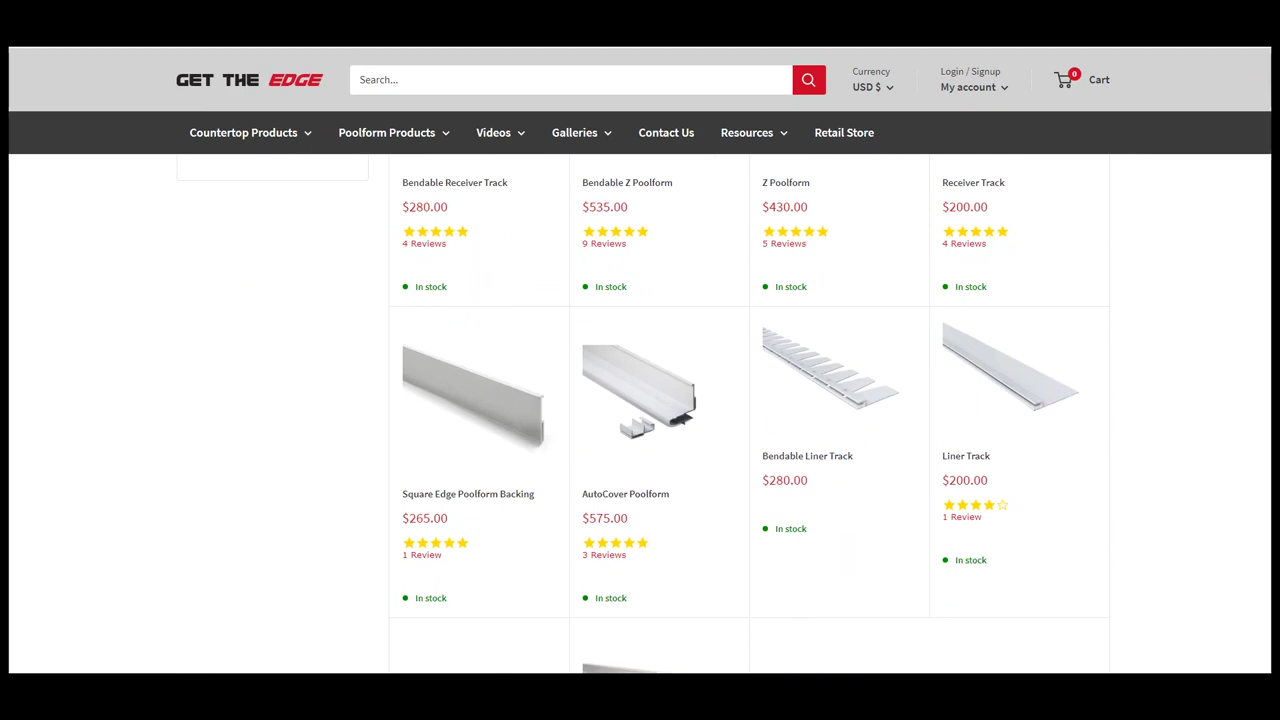 GET THE EDGE
Search...
Currency
USD $
Login / Signup
My account
0
Cart
Countertop Products
Poolform Products
Videos
Galleries
Contact Us
Resources
Retail Store
Bendable Receiver Track
$280.00
4 Reviews
In stock
Bendable Z Poolform
$535.00
9 Reviews
In stock
Z Poolform
$430.00
5 Reviews
In stock
Receiver Track
$200.00
4 Reviews
In stock
Square Edge Poolform Backing
$265.00
1 Review
In stock
AutoCover Poolform
$575.00
3 Reviews
In stock
Bendable Liner Track
$280.00
In stock
Liner Track
$200.00
1 Review
In stock